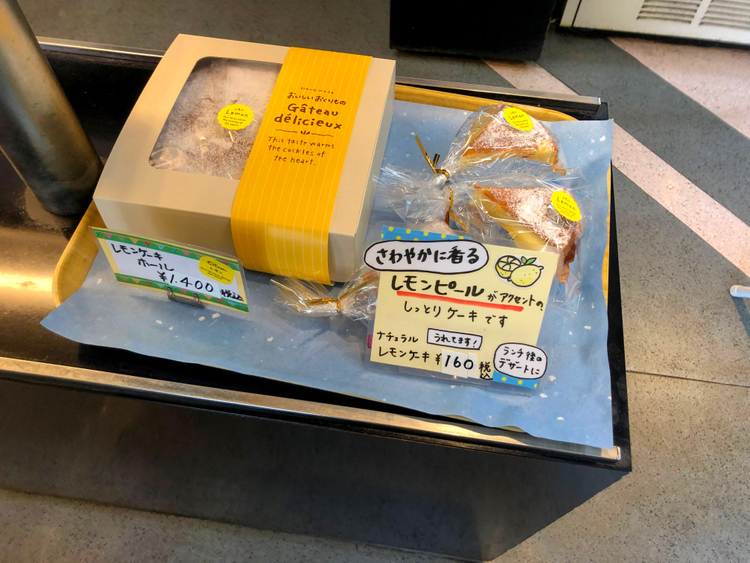 おいしいおくりもの
Gâteau
délicieux
This tasty warms
the cockles of
the heart.
Lemon
Lemon
Lemon
レモンケーキ
ホール
¥1.400 税込
さわやかに香る
レモンピールがアクセントの
しっとりケーキです
ナチュラル
うれてます!
レモンケーキ ¥160 税込
ランチ後の
デザートに